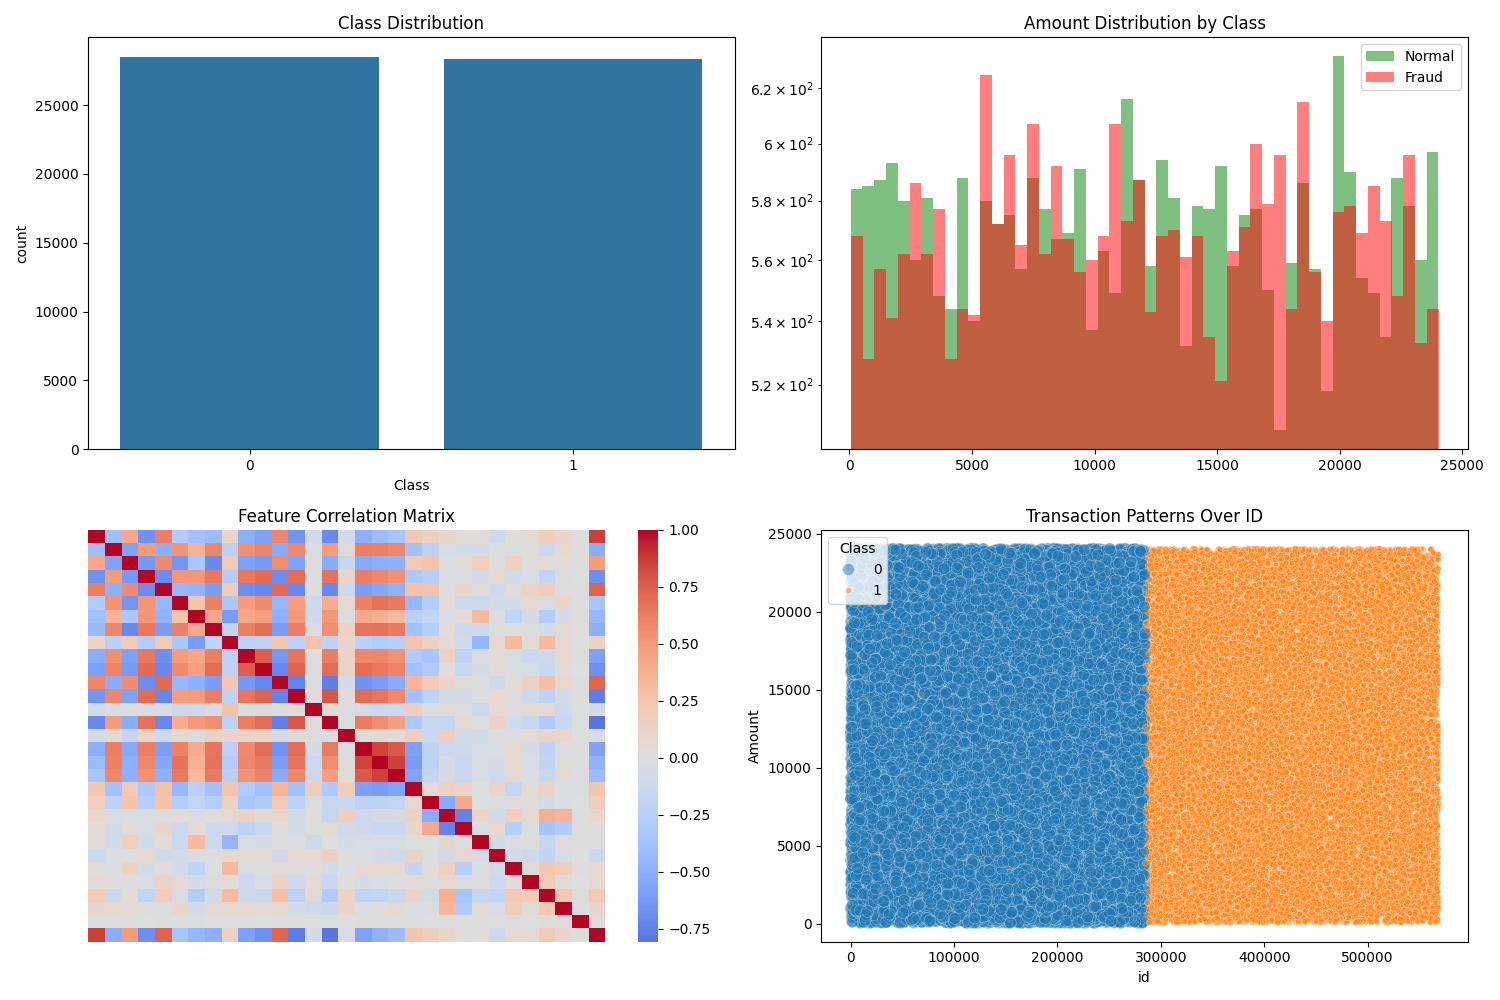 Class Distribution
25000
20000
15000
10000
5000
0
count
0
1
Class
Amount Distribution by Class
Normal
Fraud
6.2 × 10²
6 × 10²
5.8 × 10²
5.6 × 10²
5.4 × 10²
5.2 × 10²
0
5000
10000
15000
20000
25000
Feature Correlation Matrix
1.00
0.75
0.50
0.25
0.00
−0.25
−0.50
−0.75
Transaction Patterns Over ID
Class
0
1
25000
20000
15000
10000
5000
0
Amount
0
100000
200000
300000
400000
500000
id